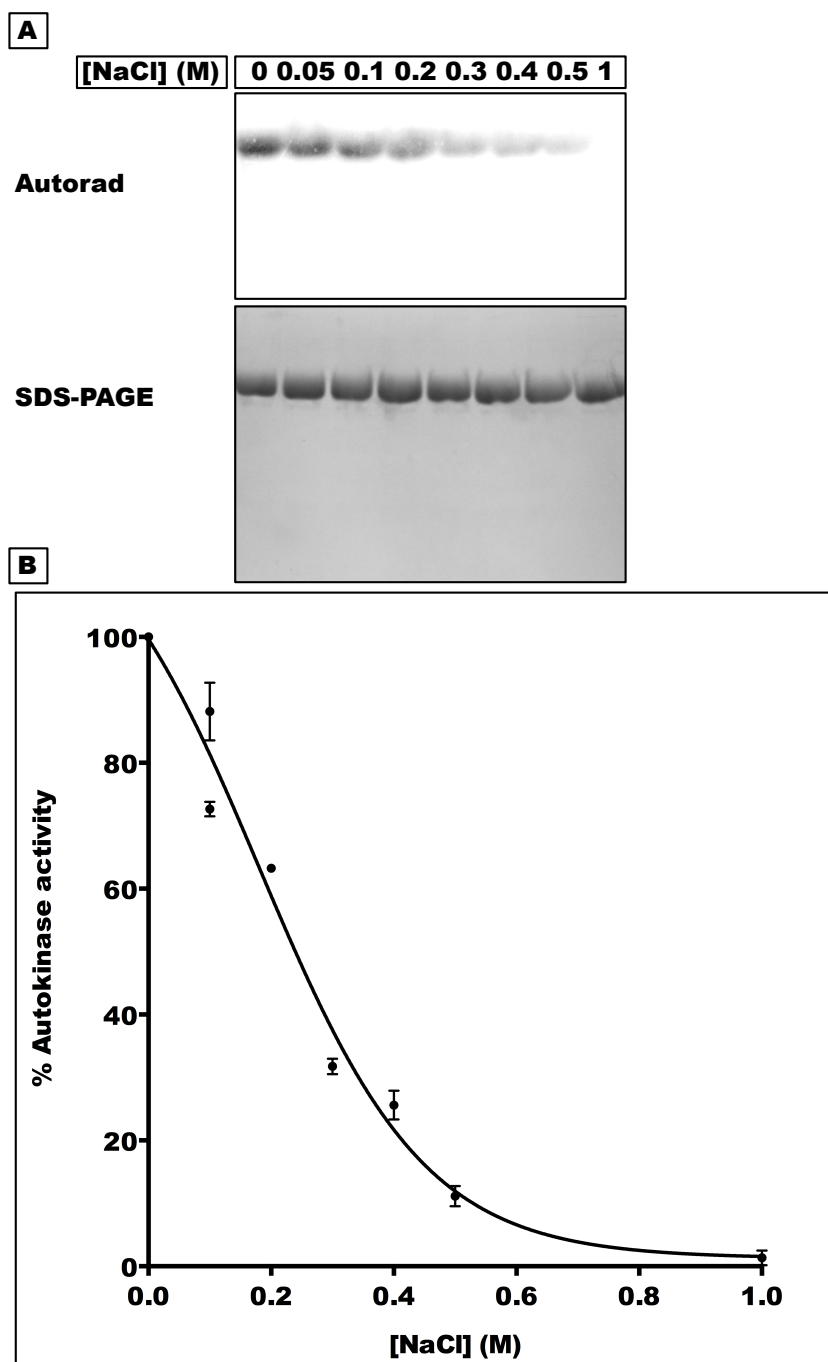 A
[NaCl] (M) 0 0.05 0.1 0.2 0.3 0.4 0.5 1
Autorad
SDS-PAGE
B
100
80
60
40
20
0
% Autokinase activity
0.0 0.2 0.4 0.6 0.8 1.0
[NaCl] (M)